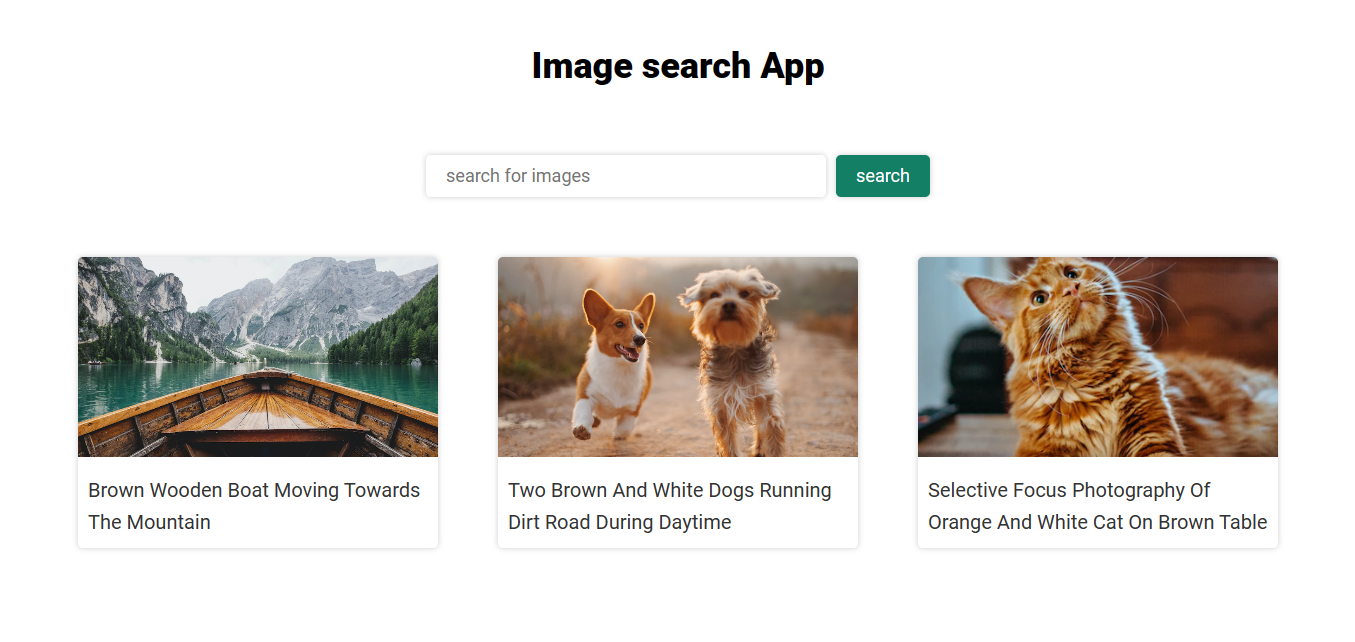 Image search App
search for images
search
Brown Wooden Boat Moving Towards
The Mountain
Two Brown And White Dogs Running
Dirt Road During Daytime
Selective Focus Photography Of
Orange And White Cat On Brown Table